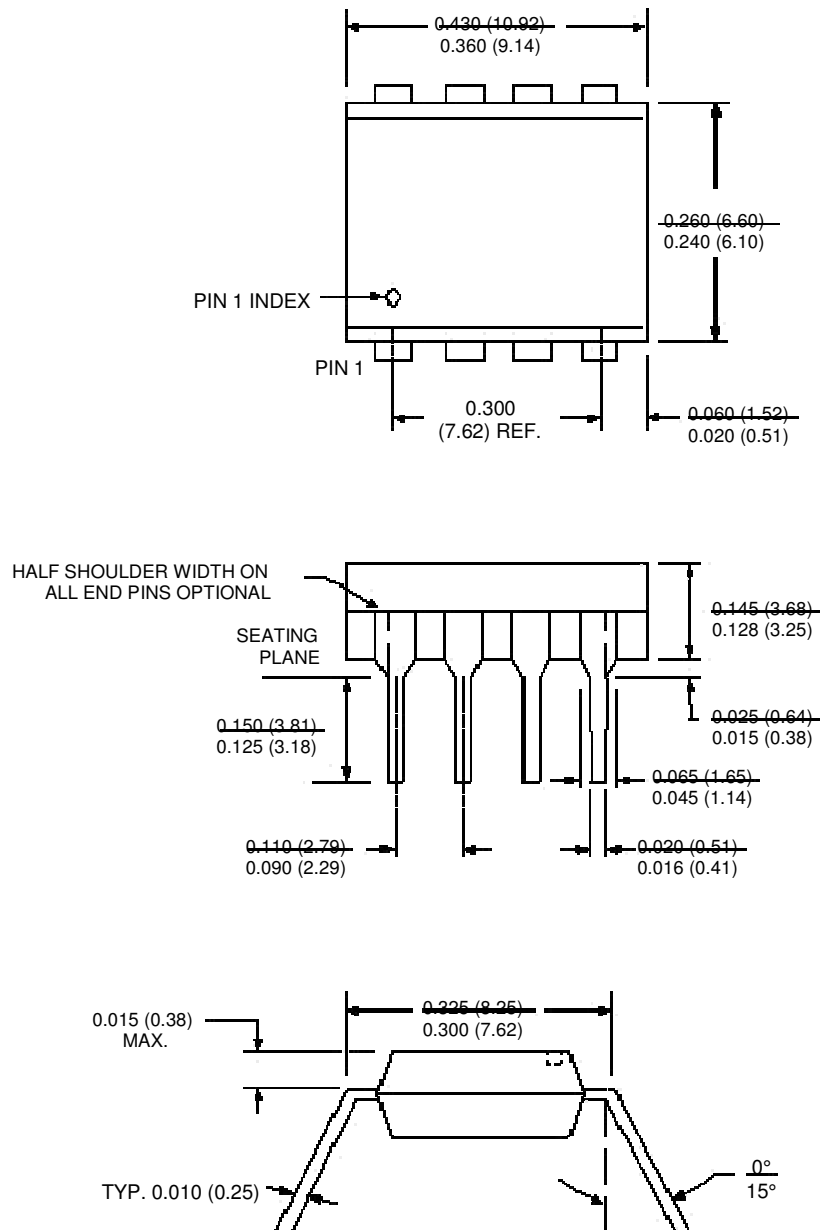 0.430 (10.92)
0.360 (9.14)
0.260 (6.60)
0.240 (6.10)
PIN 1 INDEX
PIN 1
0.300
(7.62) REF.
0.060 (1.52)
0.020 (0.51)
HALF SHOULDER WIDTH ON
ALL END PINS OPTIONAL
0.145 (3.68)
0.128 (3.25)
SEATING
PLANE
0.025 (0.64)
0.015 (0.38)
0.150 (3.81)
0.125 (3.18)
0.065 (1.65)
0.045 (1.14)
0.110 (2.79)
0.090 (2.29)
0.020 (0.51)
0.016 (0.41)
0.325 (8.25)
0.300 (7.62)
0.015 (0.38)
MAX.
TYP. 0.010 (0.25)
0°
15°